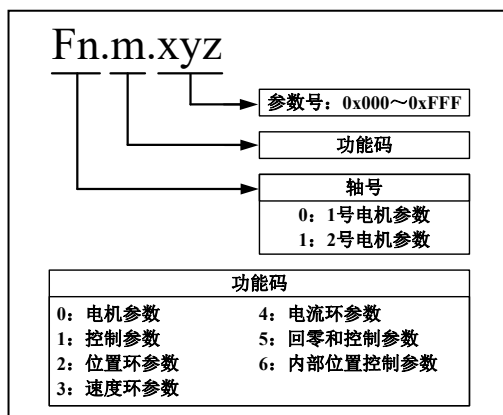 Fn.m.xyz
参数号：0x000～0xFFF
功能码
轴号
0：1号电机参数
1：2号电机参数
功能码
0：电机参数
1：控制参数
2：位置环参数
3：速度环参数
4：电流环参数
5：回零和控制参数
6：内部位置控制参数